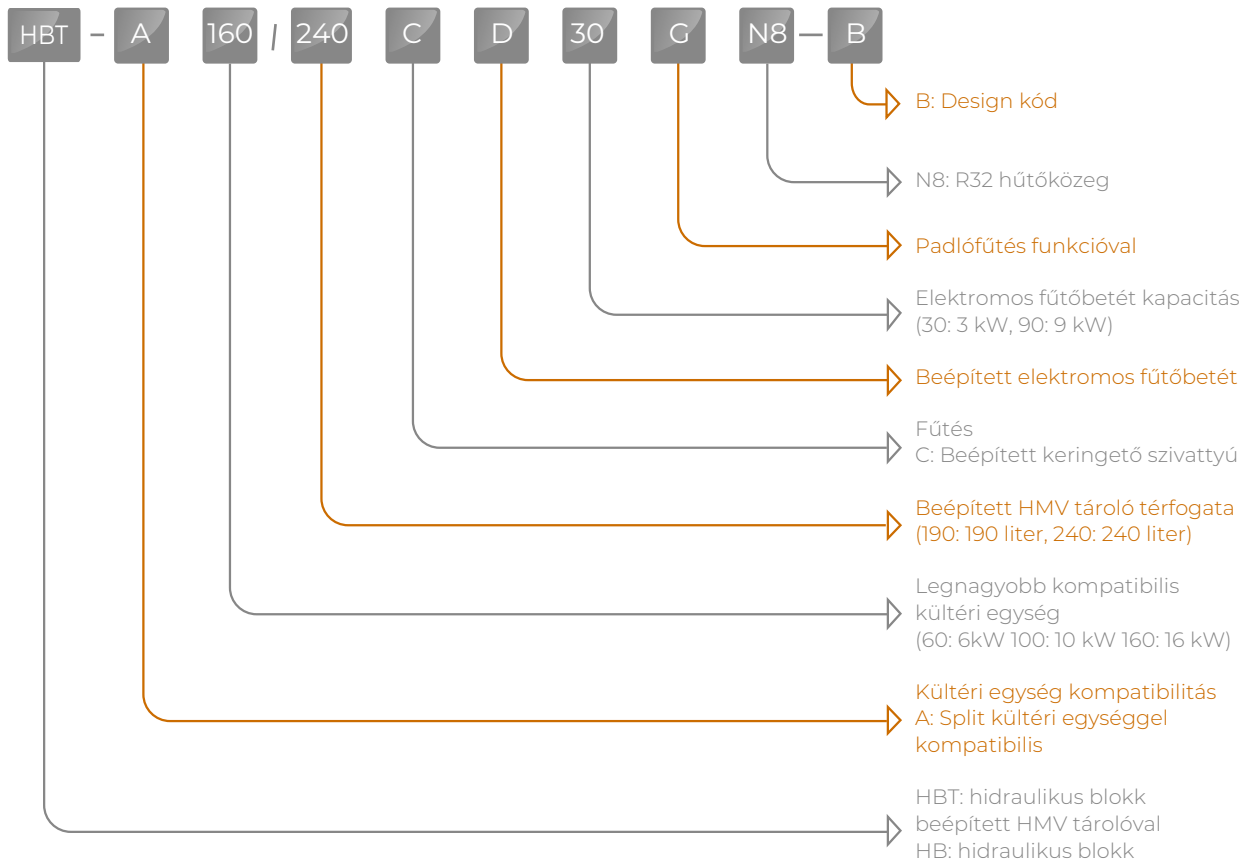 HBT – A 160 / 240 C D 30 G N8 – B
B: Design kód
N8: R32 hűtőközeg
Padlófűtés funkcióval
Elektromos fűtőbetét kapacitás
(30: 3 kW, 90: 9 kW)
Beépített elektromos fűtőbetét
Fűtés
C: Beépített keringető szivattyú
Beépített HMV tároló térfogata
(190: 190 liter, 240: 240 liter)
Legnagyobb kompatibilis
kültéri egység
(60: 6kW 100: 10 kW 160: 16 kW)
Kültéri egység kompatibilitás
A: Split kültéri egységgel
kompatibilis
HBT: hidraulikus blokk
beépített HMV tárolóval
HB: hidraulikus blokk